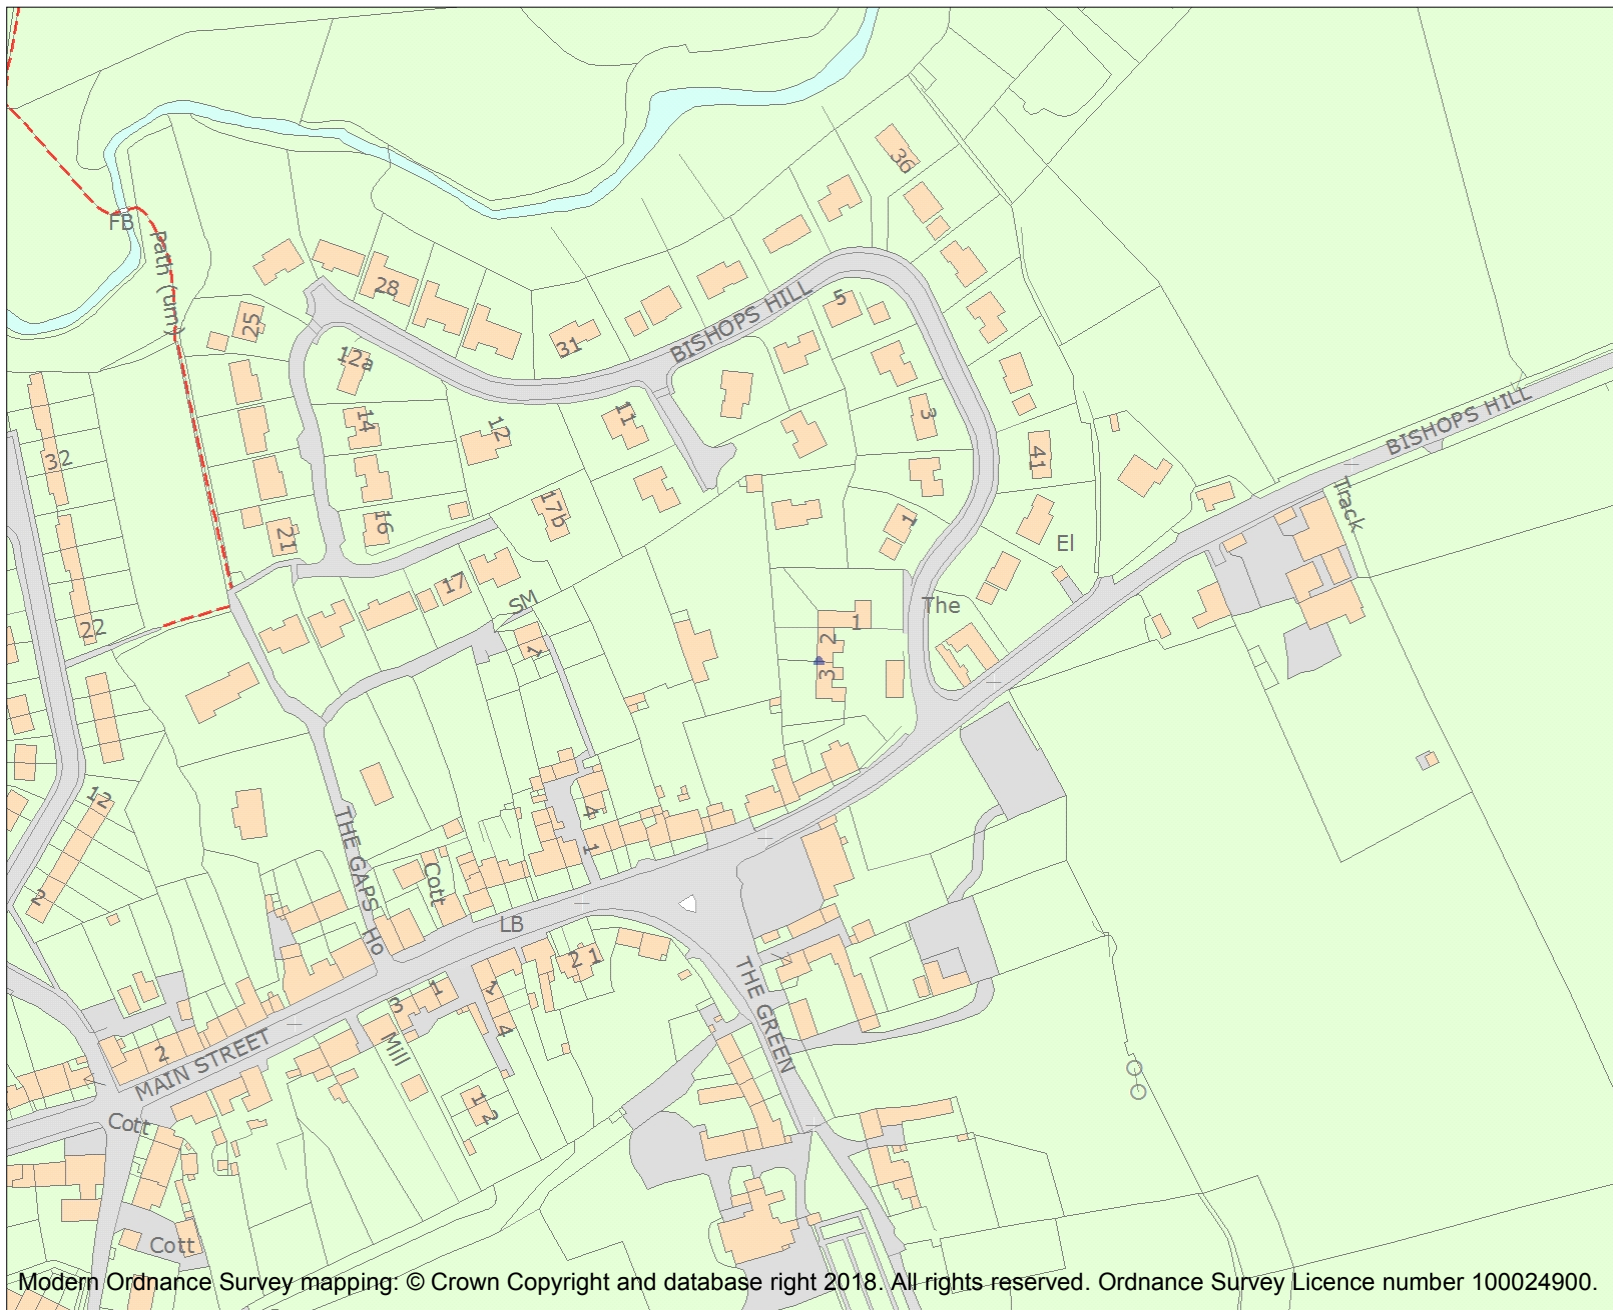 36
FB
Path (um)
28
25
5
BISHOPS HILL
31
12a
14
12
11
3
41
BISHOPS HILL
32
17b
16
21
1
Track
El
17
SM
The
22
1
1
2
3
12
THE GAPS
4
1
2
Cott
LB
Ho
2 1
THE GREEN
3
1
1
4
Mill
2
MAIN STREET
1
2
Cott
Cott
Modern Ordnance Survey mapping: © Crown Copyright and database right 2018. All rights reserved. Ordnance Survey Licence number 100024900.